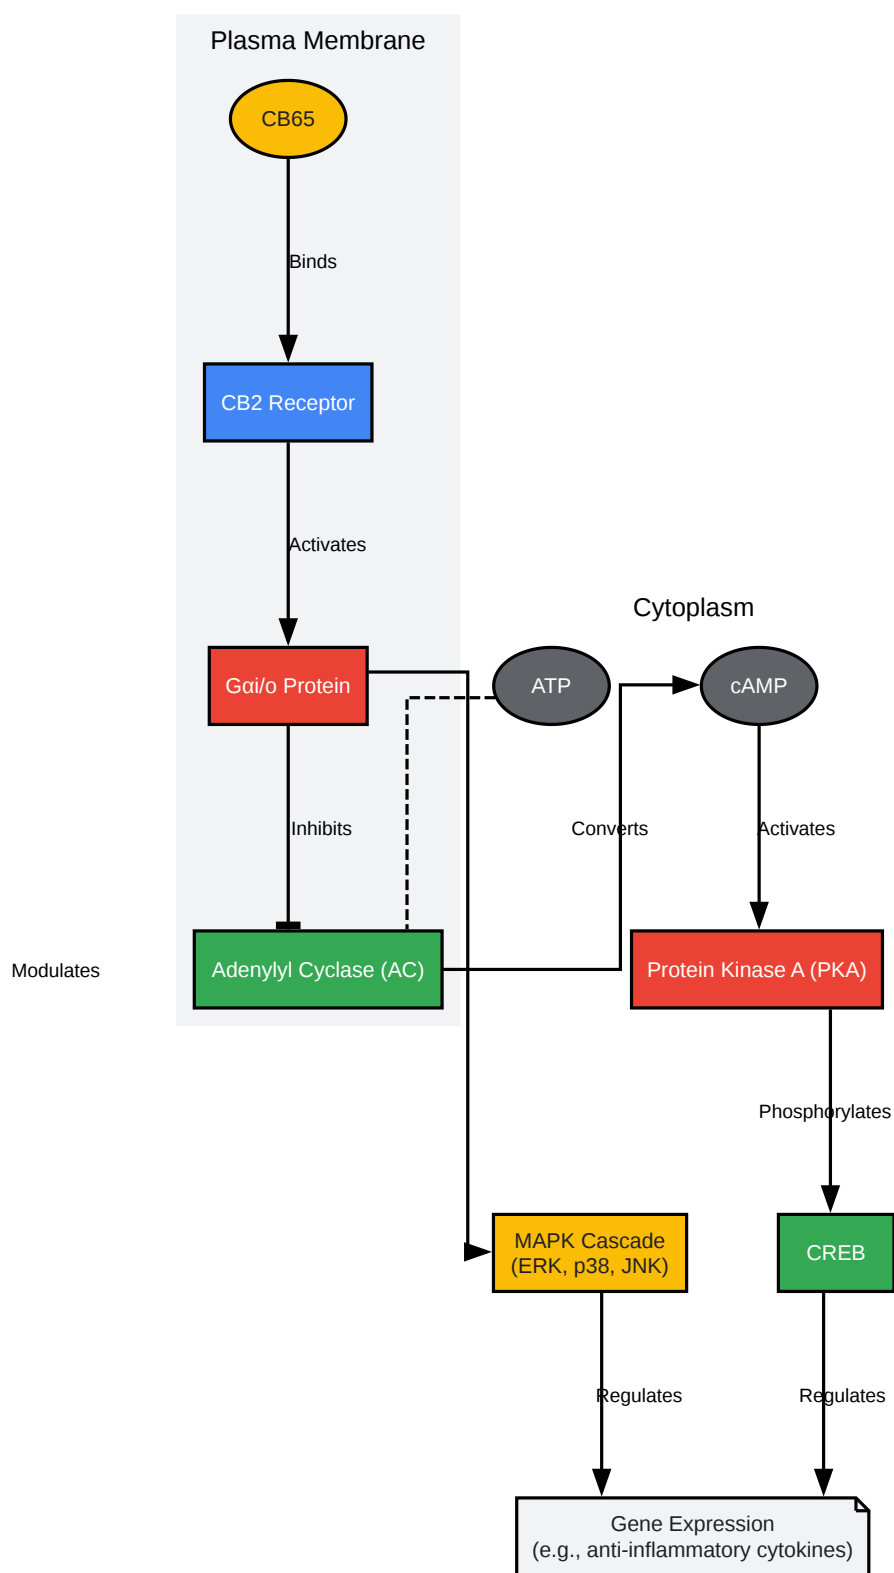 Plasma Membrane
CB65
Binds
CB2 Receptor
Activates
Cytoplasm
Gαi/o Protein
ATP
cAMP
Inhibits
Converts
Activates
Modulates
Adenylyl Cyclase (AC)
Protein Kinase A (PKA)
Phosphorylates
MAPK Cascade
(ERK, p38, JNK)
CREB
Regulates
Regulates
Gene Expression
(e.g., anti-inflammatory cytokines)